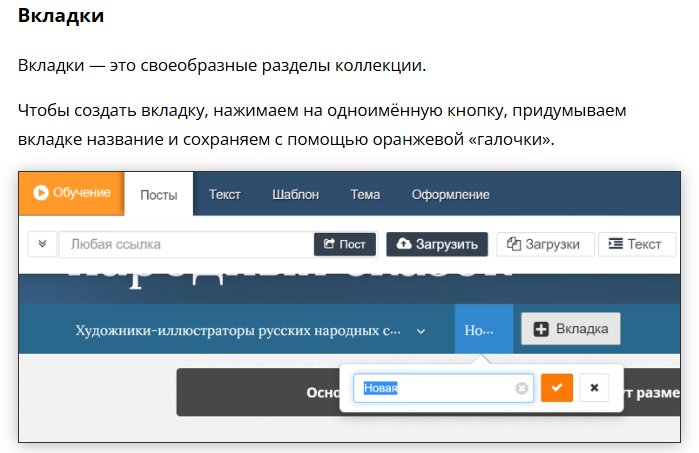 Вкладки
Вкладки — это своеобразные разделы коллекции.
Чтобы создать вкладку, нажимаем на одноимённую кнопку, придумываем
вкладке название и сохраняем с помощью оранжевой «галочки».
Обучение Посты Текст Шаблон Тема Оформление
Любая ссылка Пост Загрузить Загрузки Текст
Художники-иллюстраторы русских народных с... Но... Вкладка
Новая
Осно